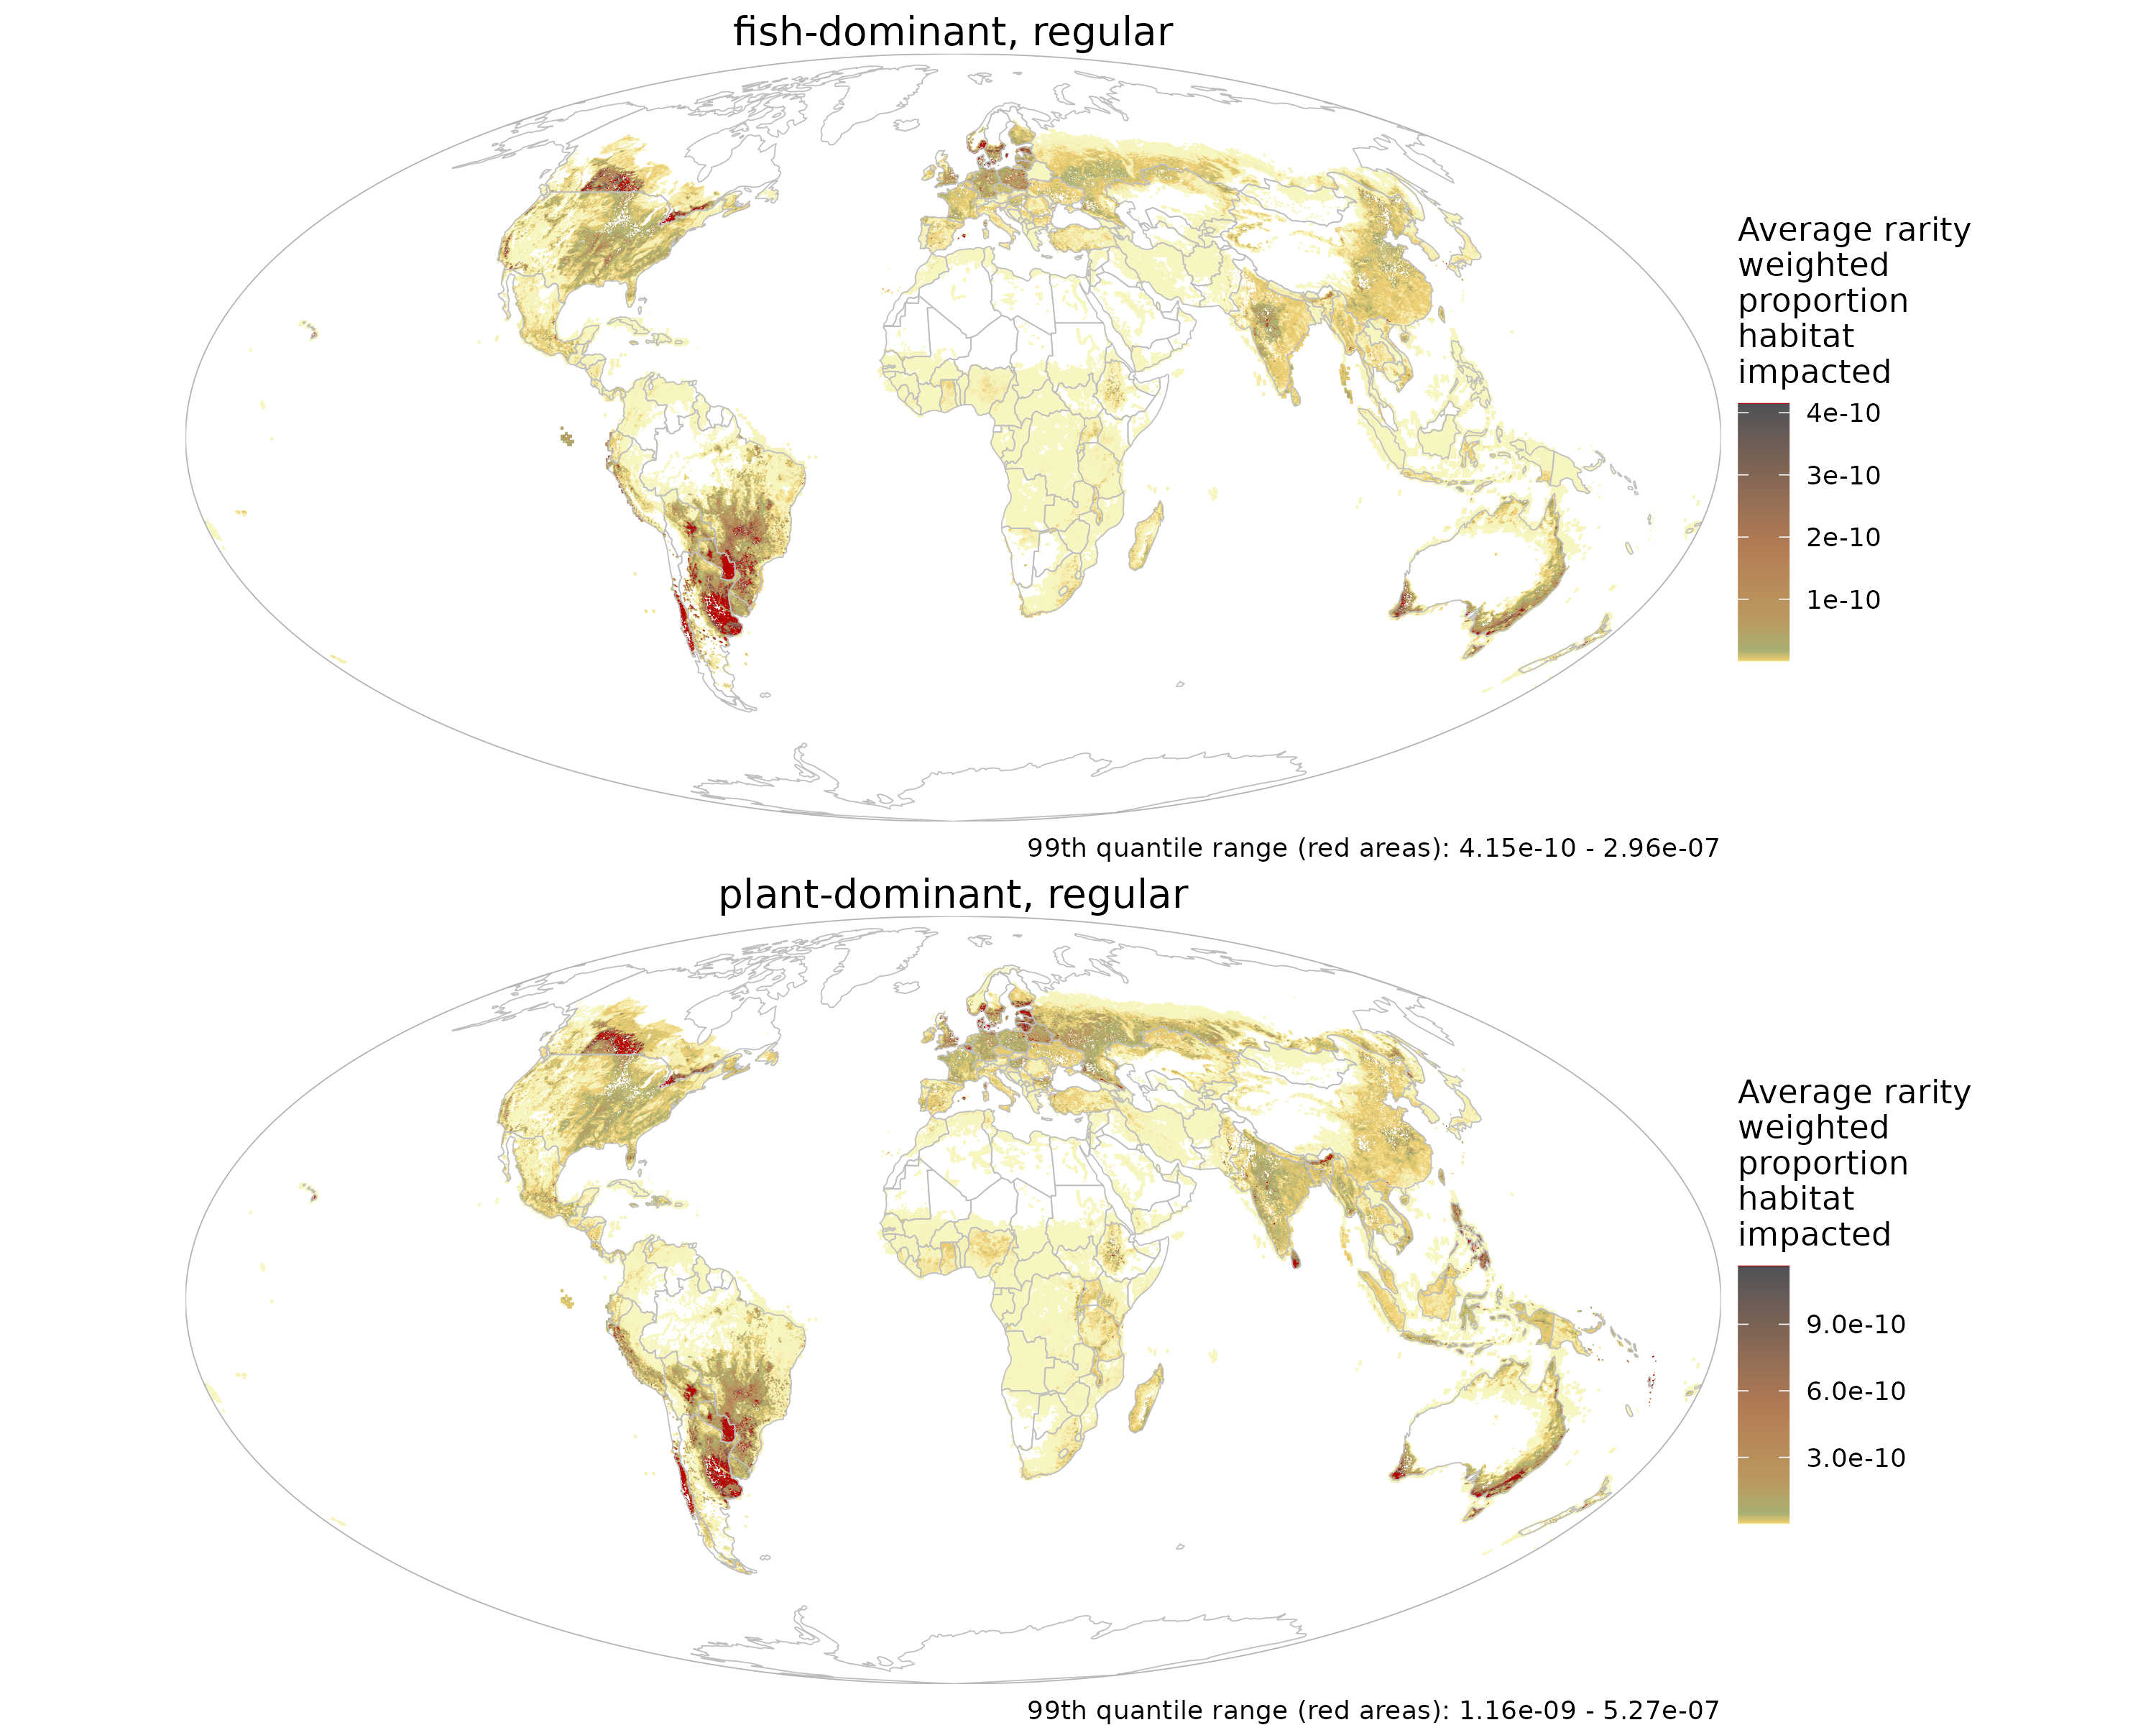 fish-dominant, regular
Average rarity
weighted
proportion
habitat
impacted
4e-10
3e-10
2e-10
1e-10
99th quantile range (red areas): 4.15e-10 - 2.96e-07
plant-dominant, regular
Average rarity
weighted
proportion
habitat
impacted
9.0e-10
6.0e-10
3.0e-10
99th quantile range (red areas): 1.16e-09 - 5.27e-07